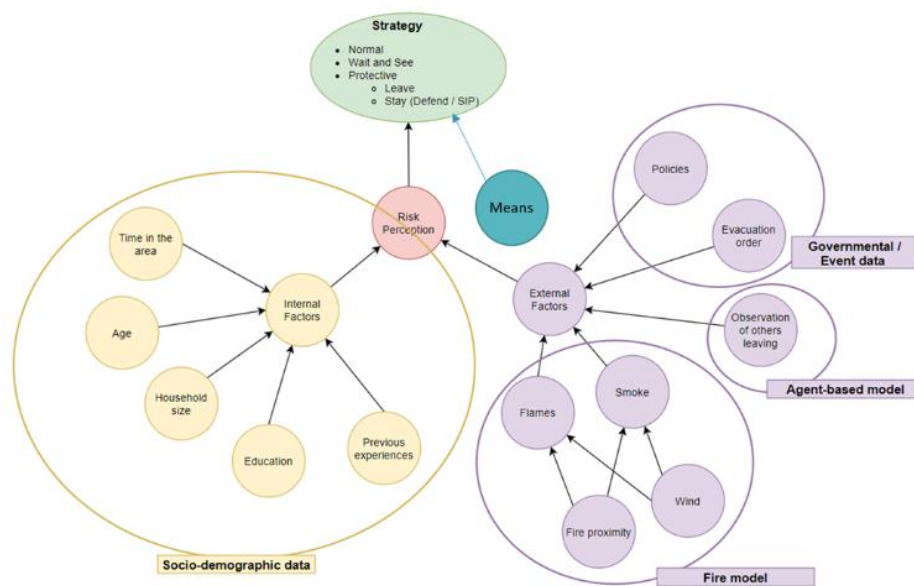 Strategy
• Normal
• Wait and See
• Protective
o Leave
o Stay (Defend / SIP)
Means
Risk
Perception
Time in the
area
Age
Household
size
Education
Previous
experiences
Internal
Factors
Socio-demographic data
External
Factors
Policies
Evacuation
order
Governmental /
Event data
Observation
of others
leaving
Agent-based model
Flames
Smoke
Fire proximity
Wind
Fire model